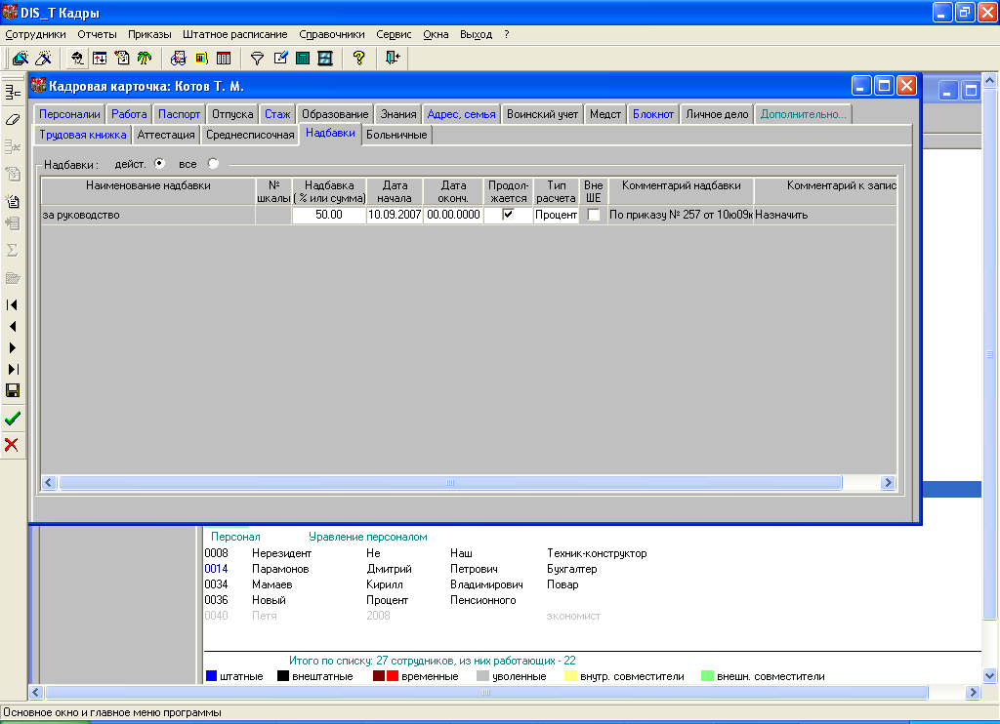 DIS_T Кадры
Сотрудники Отчеты Приказы Штатное расписание Справочники Сервис Окна Выход ?
Кадровая карточка: Котов Т. М.
Персоналии Работа Паспорт Отпуска Стаж Образование Знания Адрес, семья Воинский учет Медст Блокнот Личное дело Дополнительно...
Трудовая книжка Аттестация Среднесписочная Надбавки Больничные
Надбавки: дейст. все
Наименование надбавки № Надбавка Дата Дата Продол- Тип Вне Комментарий надбавки Комментарий к запис
шкалы ( % или сумма) начала оконч. жается расчета ШЕ
за руководство 50.00 10.09.2007 00.00.0000 Процент По приказу № 257 от 10ю09ю Назначить
Персонал Уравление персоналом
0008 Нерезидент Не Наш Техник-конструктор
0014 Парамонов Дмитрий Петрович Бухгалтер
0034 Мамаев Кирилл Владимирович Повар
0036 Новый Процент Пенсионного
0040 Петя 2008 экономист
Итого по списку: 27 сотрудников, из них работающих - 22
штатные внештатные временные уволенные внутр. совместители внешн. совместители
Основное окно и главное меню программы